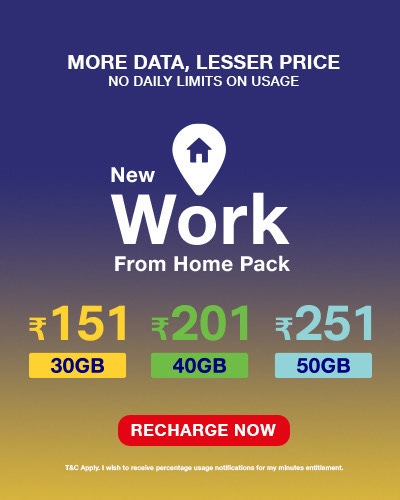 MORE DATA, LESSER PRICE
NO DAILY LIMITS ON USAGE
New
Work
From Home Pack
₹151 ₹201 ₹251
30GB 40GB 50GB
RECHARGE NOW
T&C Apply. I wish to receive percentage usage notifications for my minutes entitlement.